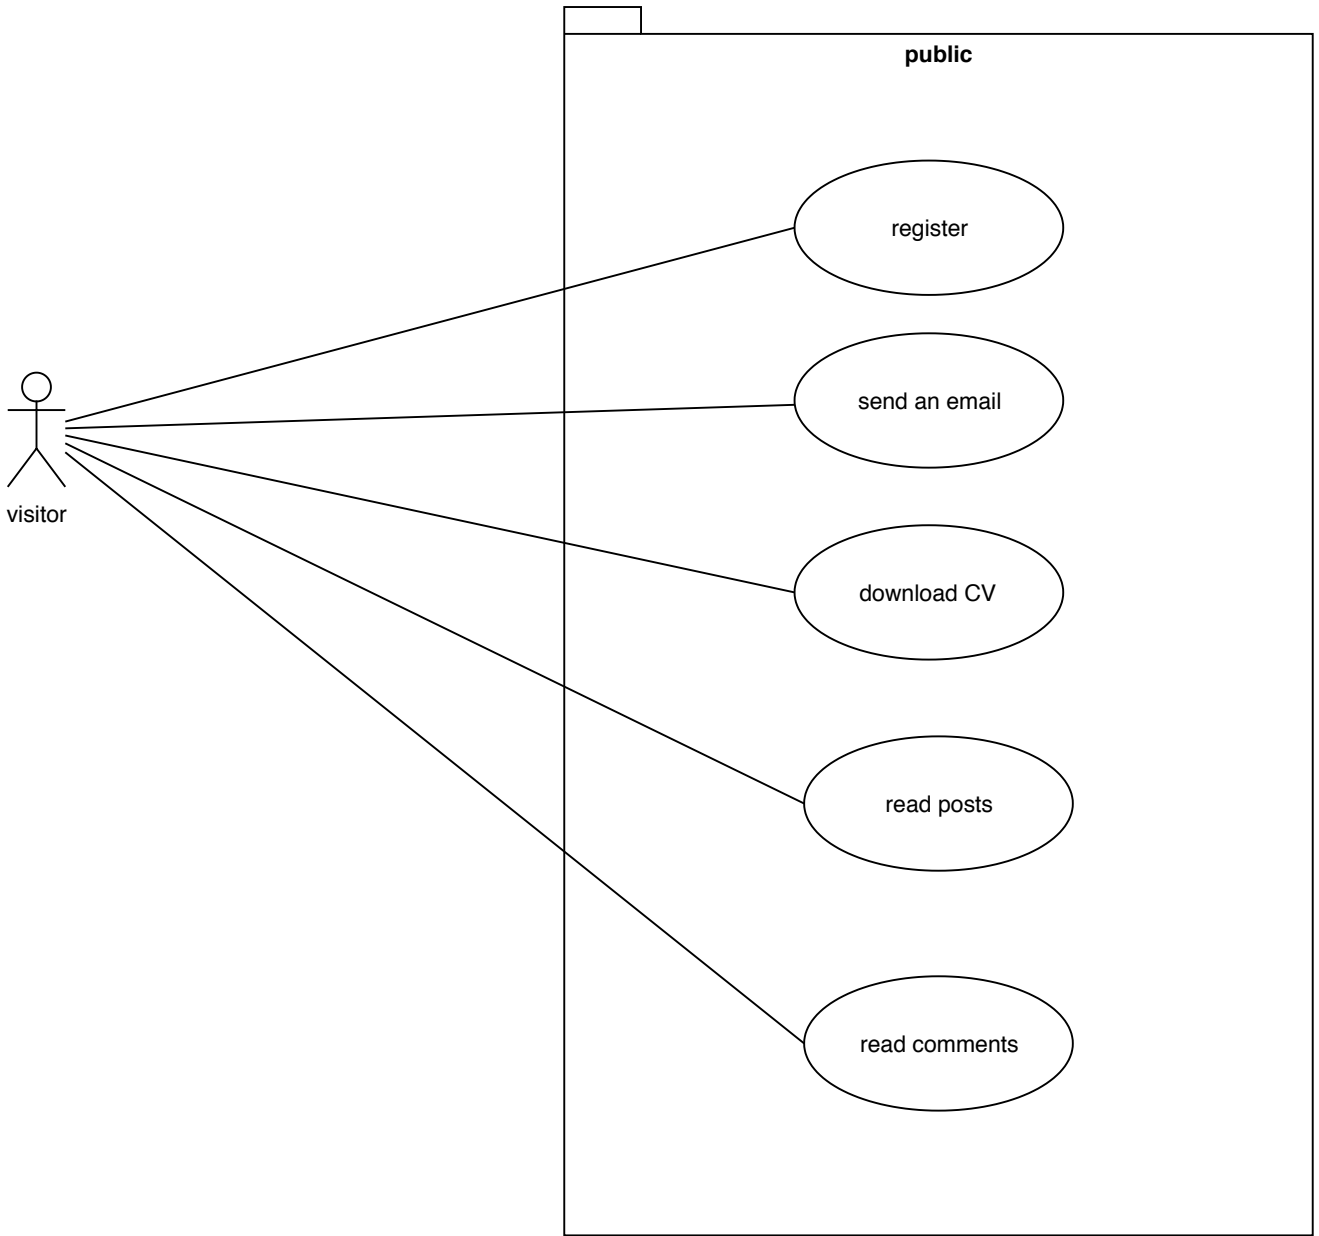 public
register
send an email
visitor
download CV
read posts
read comments